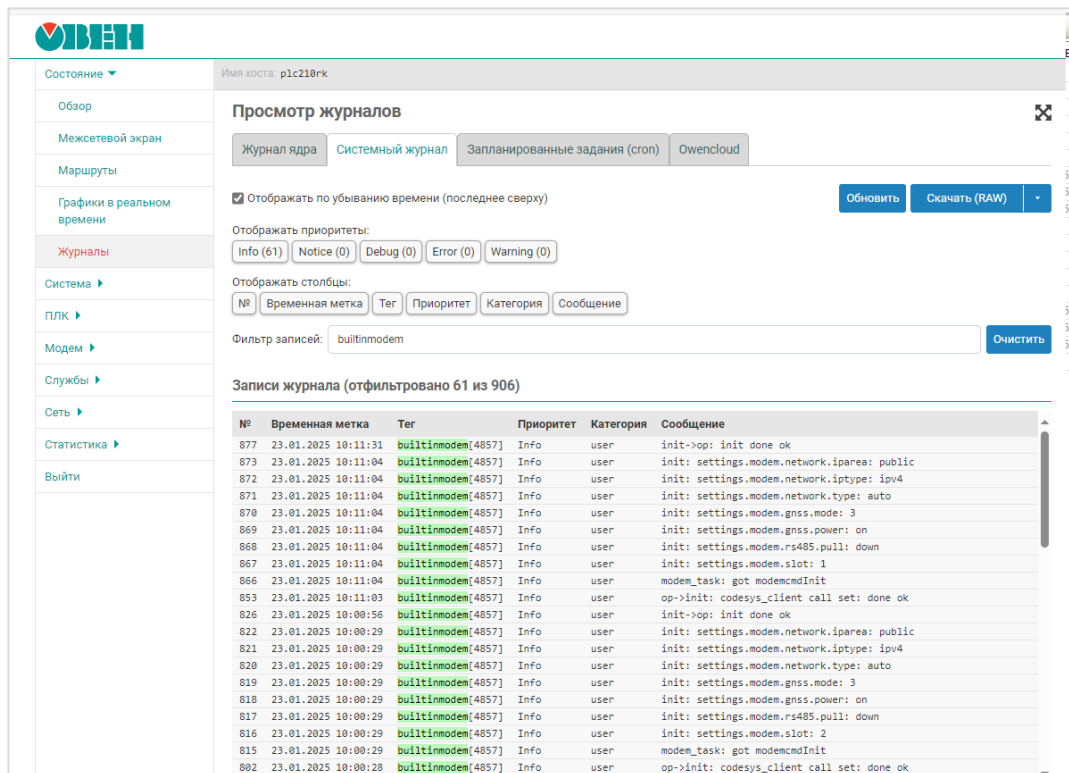 ОВЕН
Состояние
Имя хоста: plc210rk
Обзор
Межсетевой экран
Маршруты
Графики в реальном
времени
Журналы
Система
ПЛК
Модем
Службы
Сеть
Статистика
Выйти
Просмотр журналов
Журнал ядра Системный журнал Запланированные задания (cron) Owencloud
Отображать по убыванию времени (последнее сверху) Обновить Скачать (RAW)
Отображать приоритеты:
Info (61) Notice (0) Debug (0) Error (0) Warning (0)
Отображать столбцы:
№ Временная метка Тег Приоритет Категория Сообщение
Фильтр записей: builtinmodem Очистить
Записи журнала (отфильтровано 61 из 906)
№ Временная метка Тег Приоритет Категория Сообщение
877 23.01.2025 10:11:31 builtinmodem[4857] Info user init->op: init done ok
873 23.01.2025 10:11:04 builtinmodem[4857] Info user init: settings.modem.network.iparea: public
872 23.01.2025 10:11:04 builtinmodem[4857] Info user init: settings.modem.network.iptype: ipv4
871 23.01.2025 10:11:04 builtinmodem[4857] Info user init: settings.modem.network.type: auto
870 23.01.2025 10:11:04 builtinmodem[4857] Info user init: settings.modem.gnss.mode: 3
869 23.01.2025 10:11:04 builtinmodem[4857] Info user init: settings.modem.gnss.power: on
868 23.01.2025 10:11:04 builtinmodem[4857] Info user init: settings.modem.rs485.pull: down
867 23.01.2025 10:11:04 builtinmodem[4857] Info user init: settings.modem.slot: 1
866 23.01.2025 10:11:04 builtinmodem[4857] Info user modem_task: got modemcmdInit
853 23.01.2025 10:11:03 builtinmodem[4857] Info user op->init: codesys_client call set: done ok
826 23.01.2025 10:00:56 builtinmodem[4857] Info user init->op: init done ok
822 23.01.2025 10:00:29 builtinmodem[4857] Info user init: settings.modem.network.iparea: public
821 23.01.2025 10:00:29 builtinmodem[4857] Info user init: settings.modem.network.iptype: ipv4
820 23.01.2025 10:00:29 builtinmodem[4857] Info user init: settings.modem.network.type: auto
819 23.01.2025 10:00:29 builtinmodem[4857] Info user init: settings.modem.gnss.mode: 3
818 23.01.2025 10:00:29 builtinmodem[4857] Info user init: settings.modem.gnss.power: on
817 23.01.2025 10:00:29 builtinmodem[4857] Info user init: settings.modem.rs485.pull: down
816 23.01.2025 10:00:29 builtinmodem[4857] Info user init: settings.modem.slot: 2
815 23.01.2025 10:00:29 builtinmodem[4857] Info user modem_task: got modemcmdInit
802 23.01.2025 10:00:28 builtinmodem[4857] Info user op->init: codesys_client call set: done ok